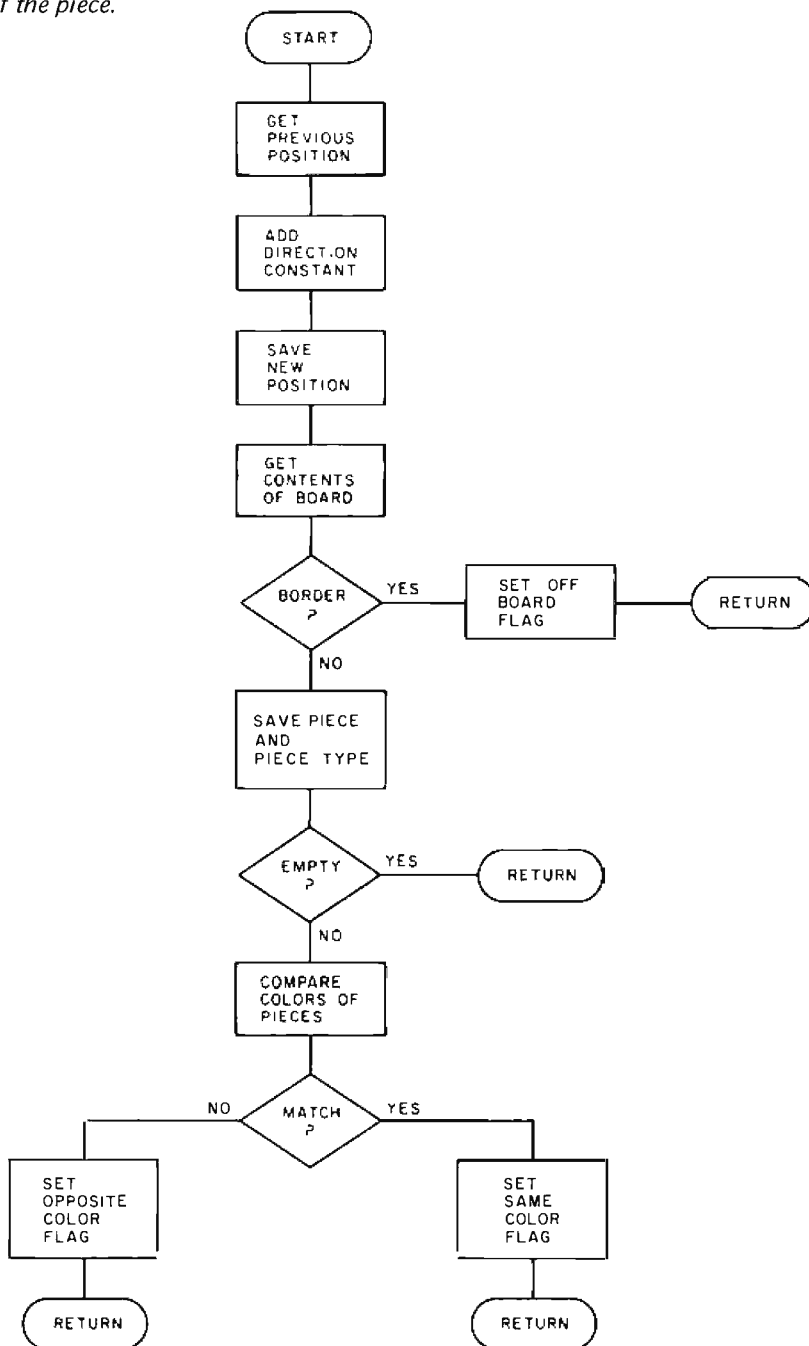 f the piece.
START
GET
PREVIOUS
POSITION
ADD
DIRECT.ON
CONSTANT
SAVE
NEW
POSITION
GET
CONTENTS
OF BOARD
BORDER
?
YES
SET OFF
BOARD
FLAG
RETURN
NO
SAVE PIECE
AND
PIECE TYPE
EMPTY
?
YES
RETURN
NO
COMPARE
COLORS OF
PIECES
NO
MATCH
?
YES
SET
OPPOSITE
COLOR
FLAG
SET
SAME
COLOR
FLAG
RETURN
RETURN